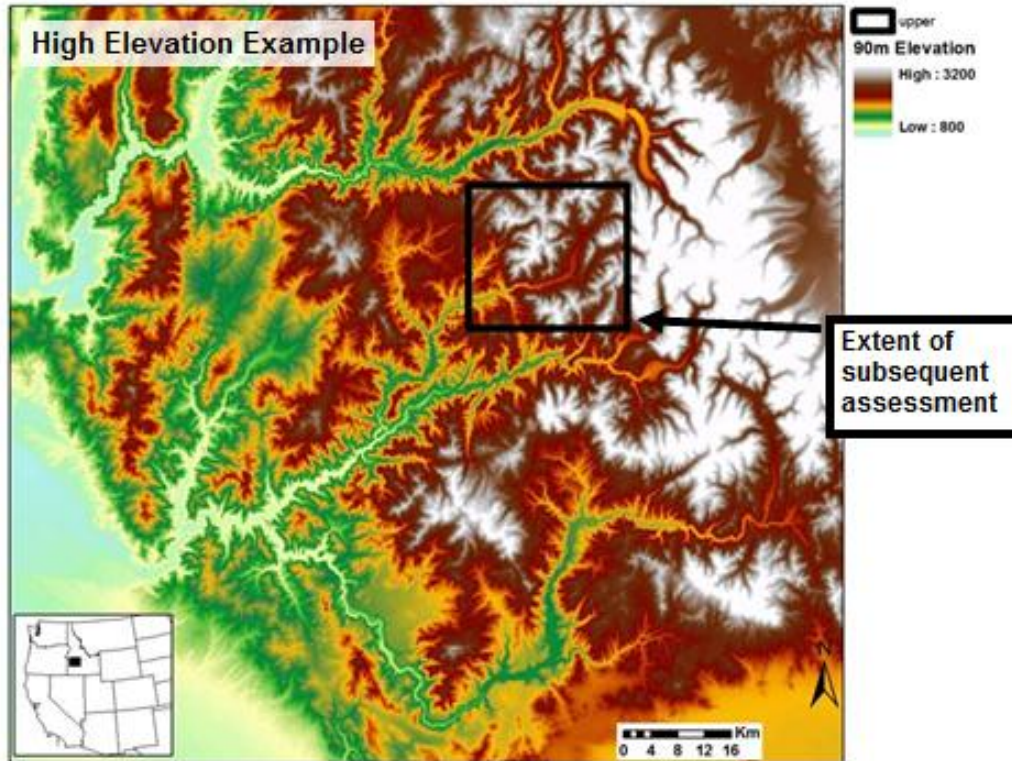 High Elevation Example
upper
90m Elevation
High : 3200
Low : 800
Extent of
subsequent
assessment
N
Km
0 4 8 12 16